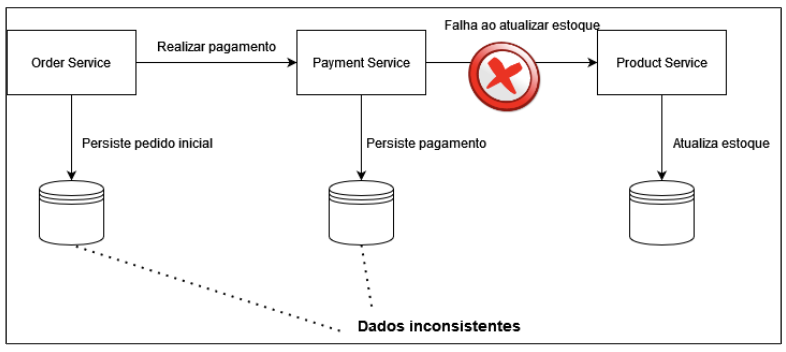 Falha ao atualizar estoque
Realizar pagamento
Order Service
Payment Service
Product Service
Persiste pedido inicial
Persiste pagamento
Atualiza estoque
Dados inconsistentes